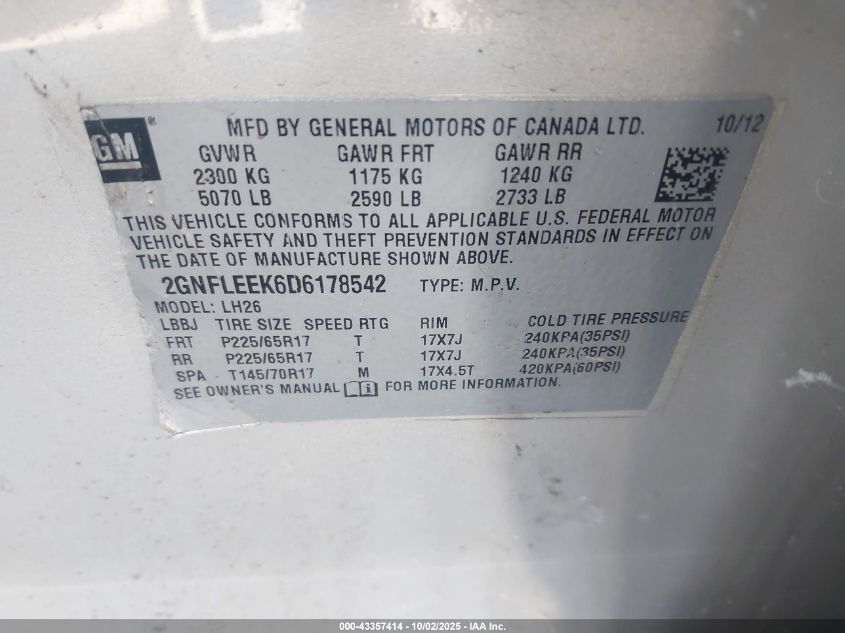 GM ®
MFD BY GENERAL MOTORS OF CANADA LTD. 10/12
GVWR GAWR FRT GAWR RR
2300 KG 1175 KG 1240 KG
5070 LB 2590 LB 2733 LB
THIS VEHICLE CONFORMS TO ALL APPLICABLE U.S. FEDERAL MOTOR
VEHICLE SAFETY AND THEFT PREVENTION STANDARDS IN EFFECT ON
THE DATE OF MANUFACTURE SHOWN ABOVE.
2GNFLEEK6D6178542 TYPE: M.P.V.
MODEL: LH26
LBBJ TIRE SIZE SPEED RTG RIM COLD TIRE PRESSURE
FRT P225/65R17 T 17X7J 240KPA(35PSI)
RR P225/65R17 T 17X7J 240KPA(35PSI)
SPA T145/70R17 M 17X4.5T 420KPA(60PSI)
SEE OWNER'S MANUAL i FOR MORE INFORMATION.
000-43357414 - 10/02/2025 - IAA Inc.